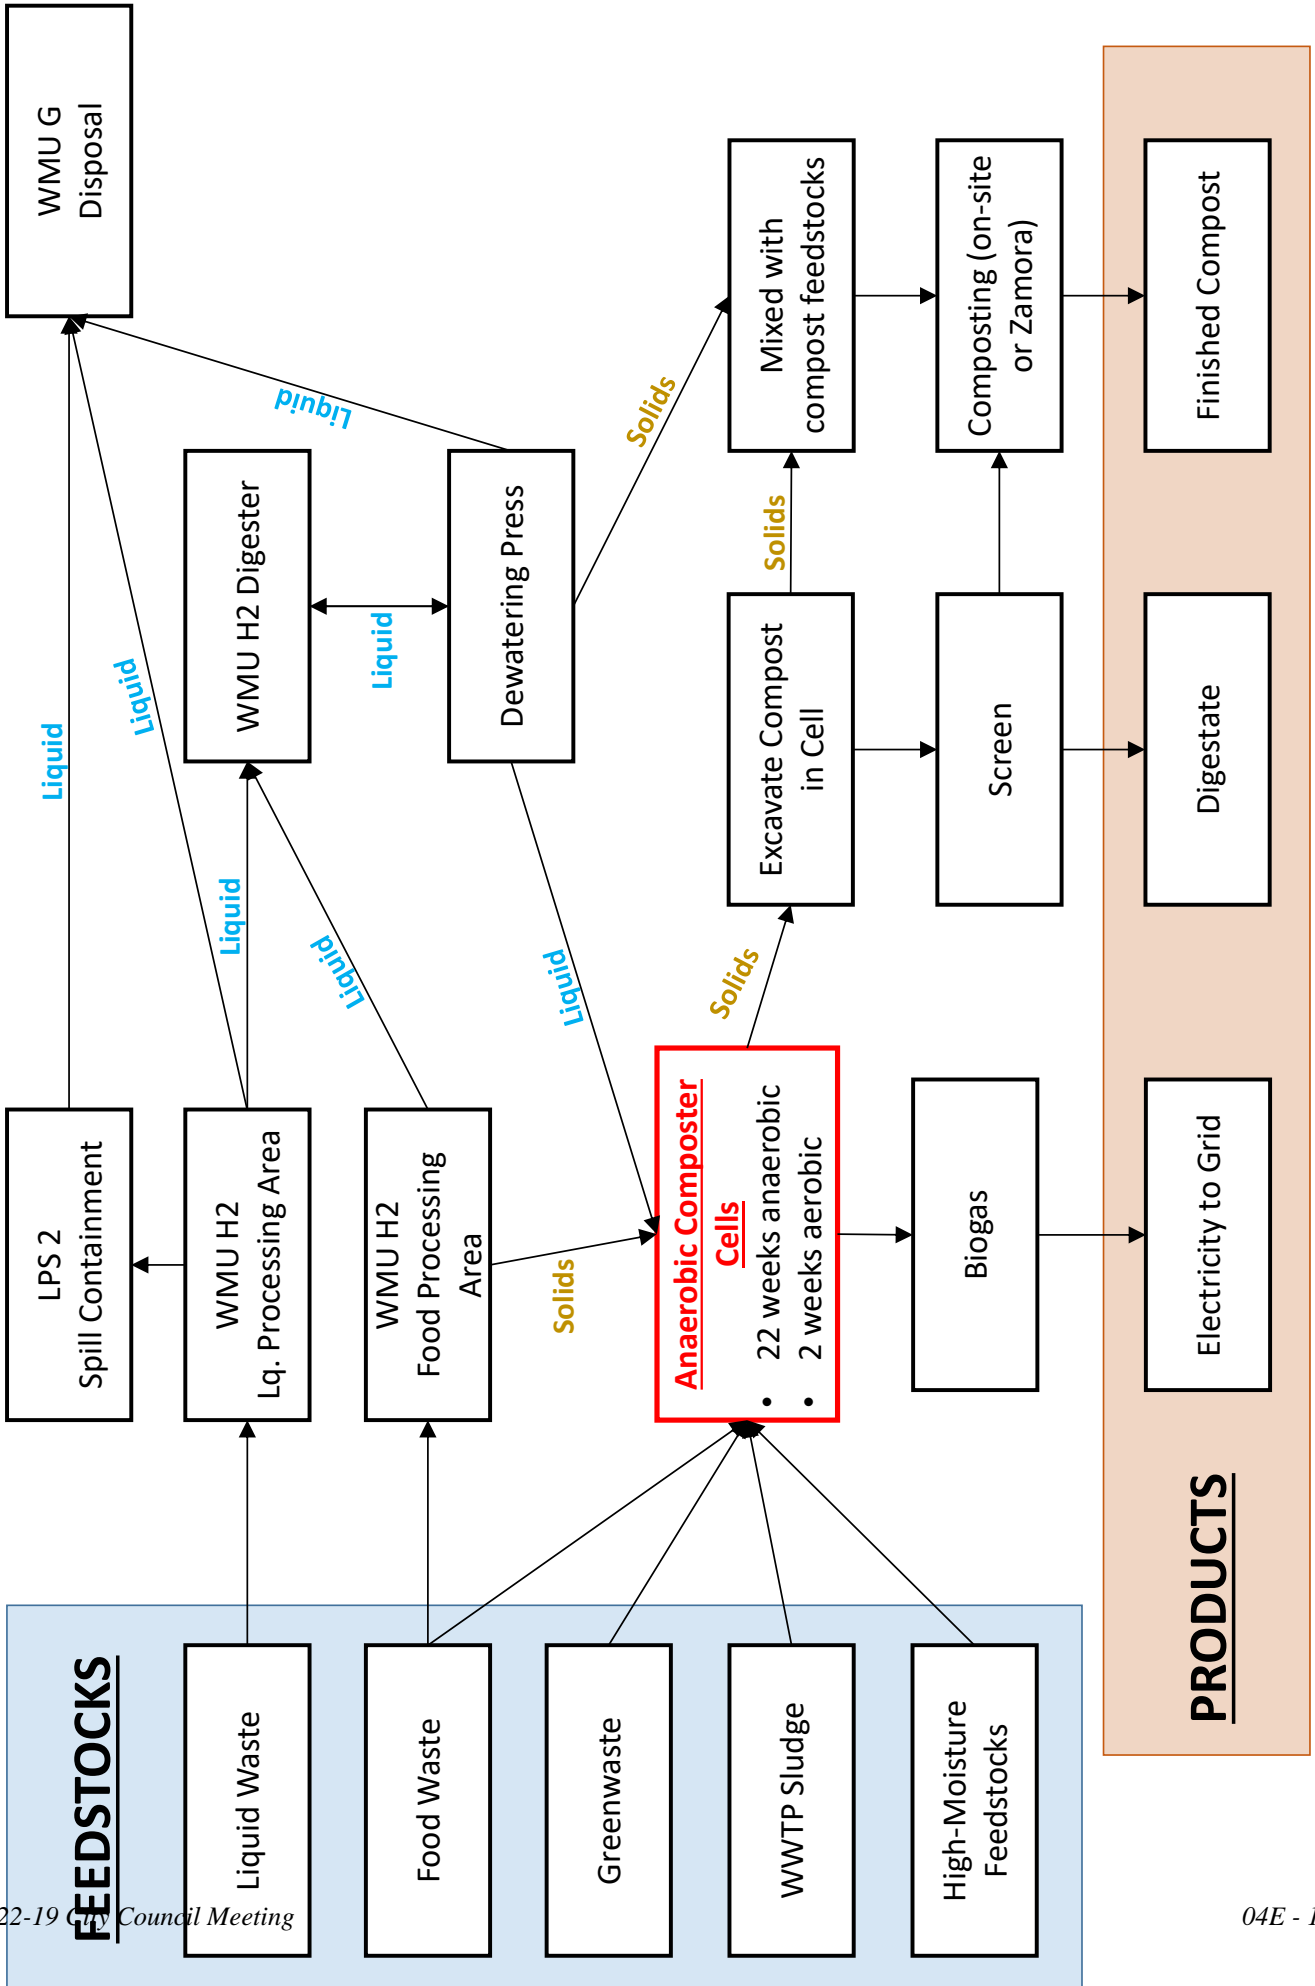 FEEDSTOCKS
Liquid Waste
Food Waste
Greenwaste
WWTP Sludge
High-Moisture
Feedstocks
LPS 2
Spill Containment
WMU H2
Lq. Processing Area
WMU H2
Food Processing
Area
Solids
Anaerobic Composter
Cells
• 22 weeks anaerobic
• 2 weeks aerobic
Biogas
Liquid
Liquid
Liquid
Liquid
Liquid
WMU H2 Digester
Liquid
Dewatering Press
Liquid
Solids
WMU G
Disposal
Solids
Excavate Compost
in Cell
Solids
Mixed with
compost feedstocks
Screen
Composting (on-site
or Zamora)
PRODUCTS
Electricity to Grid
Digestate
Finished Compost
22-19 City Council Meeting
04E - 1